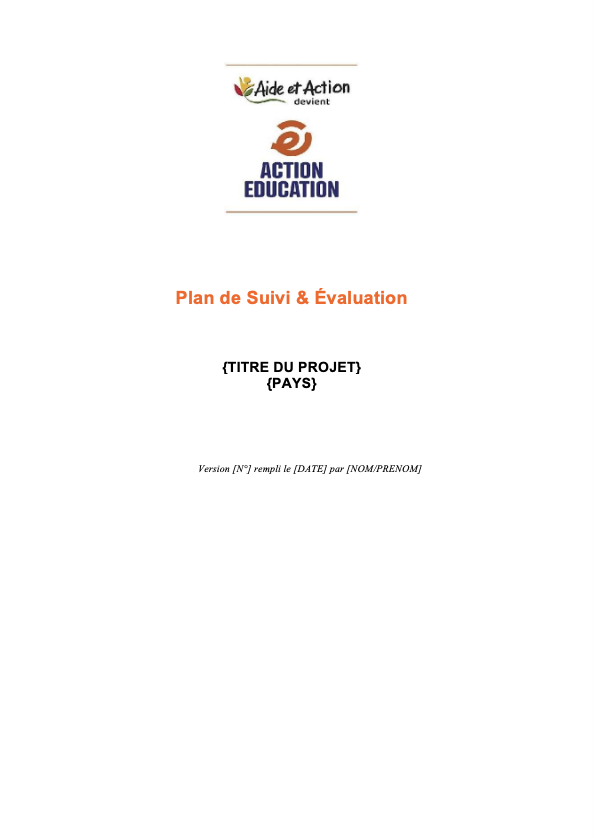 Aide et Action
devient
ACTION
EDUCATION
Plan de Suivi & Évaluation
{TITRE DU PROJET}
{PAYS}
Version [N°] rempli le [DATE] par [NOM/PRENOM]